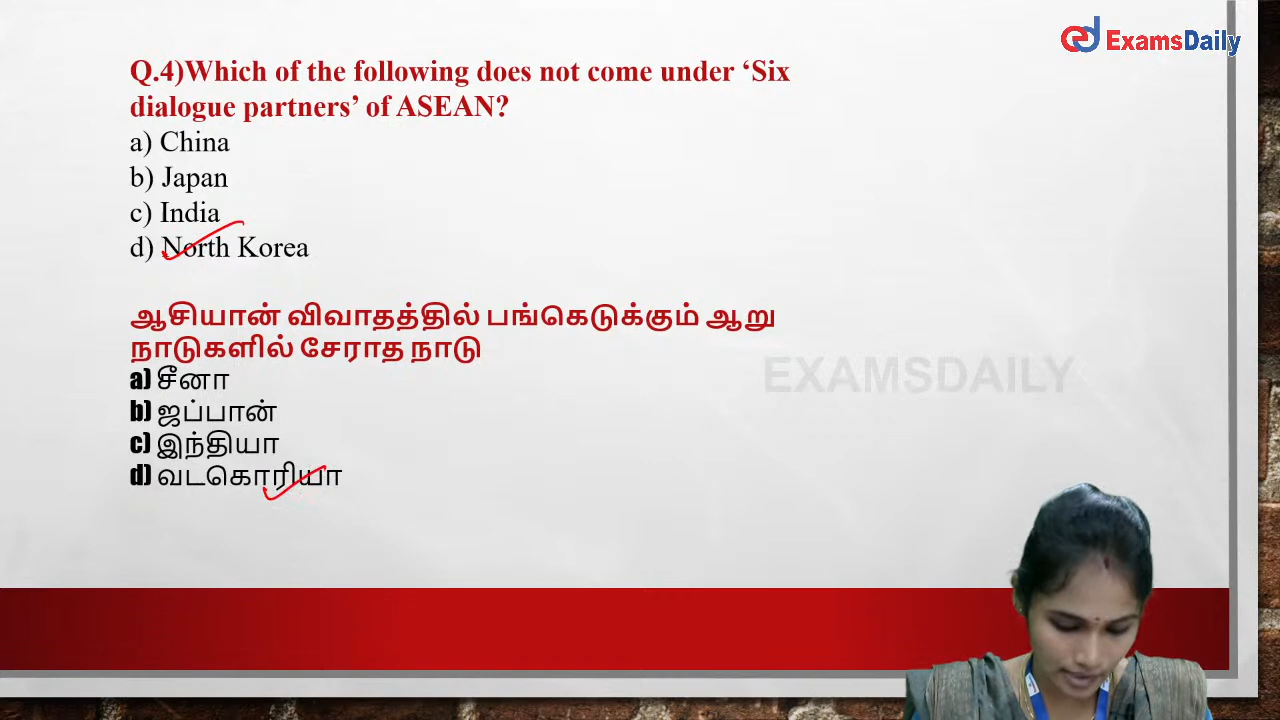 ExamsDaily
Q.4)Which of the following does not come under ‘Six
dialogue partners’ of ASEAN?
a) China
b) Japan
c) India
d) North Korea
ஆசியான் விவாதத்தில் பங்கெடுக்கும் ஆறு
நாடுகளில் சேராத நாடு
a) சீனா
b) ஜப்பான்
c) இந்தியா
d) வடகொரியா
EXAMSDAILY